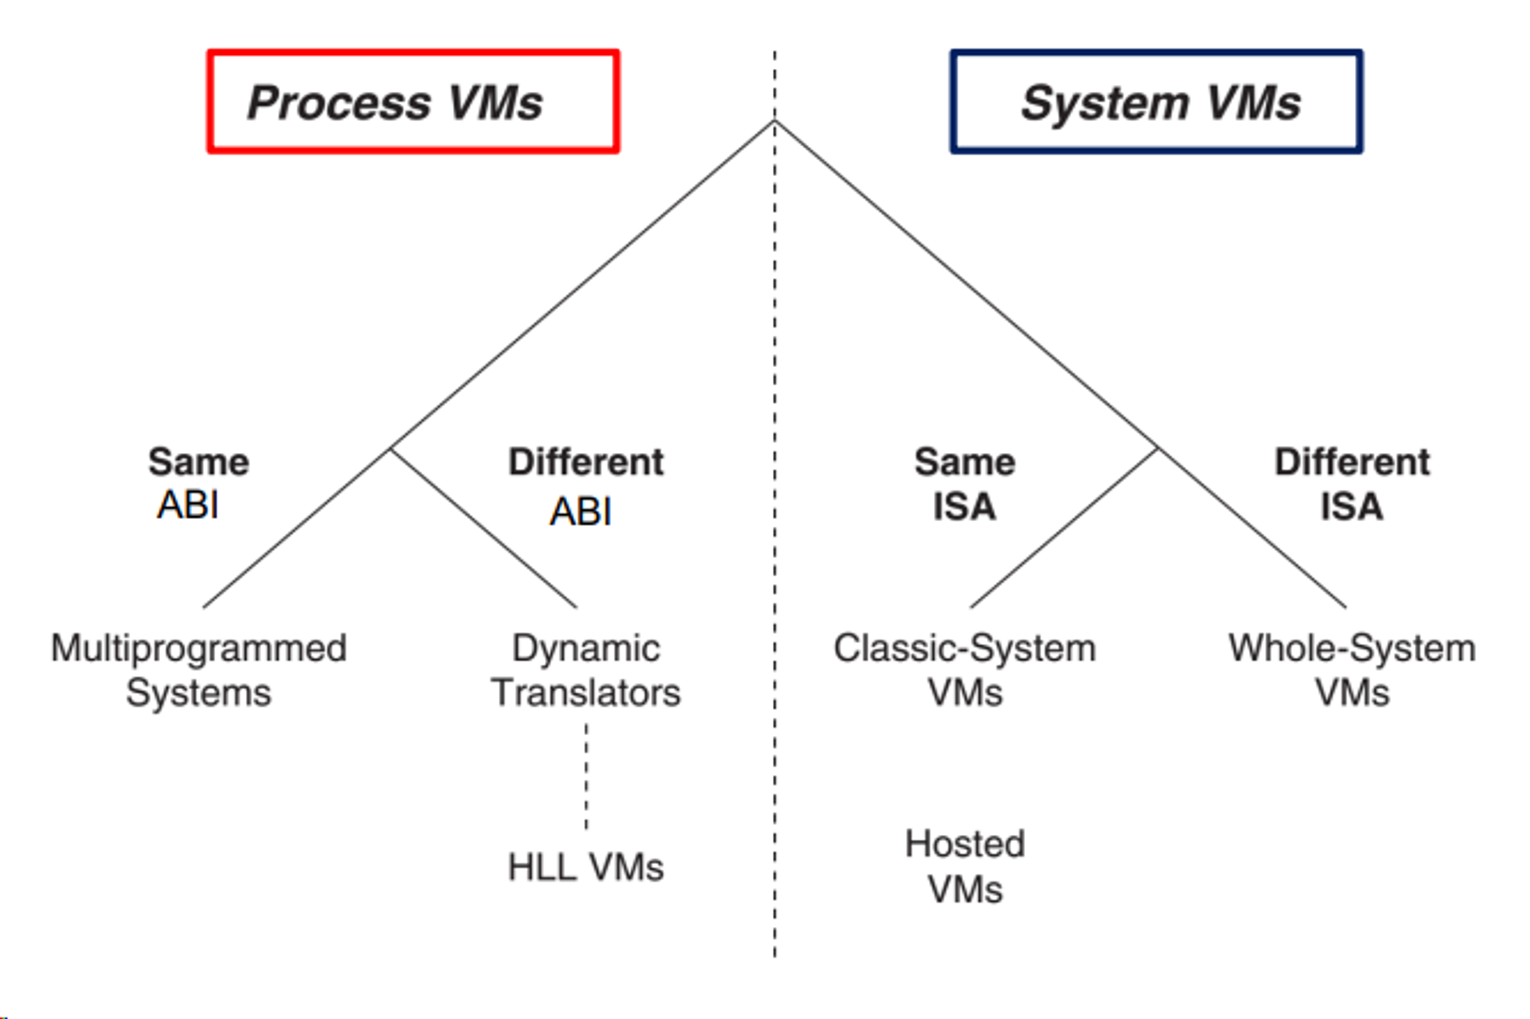 Process VMs
System VMs
Same
ABI
Different
ABI
Same
ISA
Different
ISA
Multiprogrammed
Systems
Dynamic
Translators
Classic-System
VMs
Whole-System
VMs
HLL VMs
Hosted
VMs